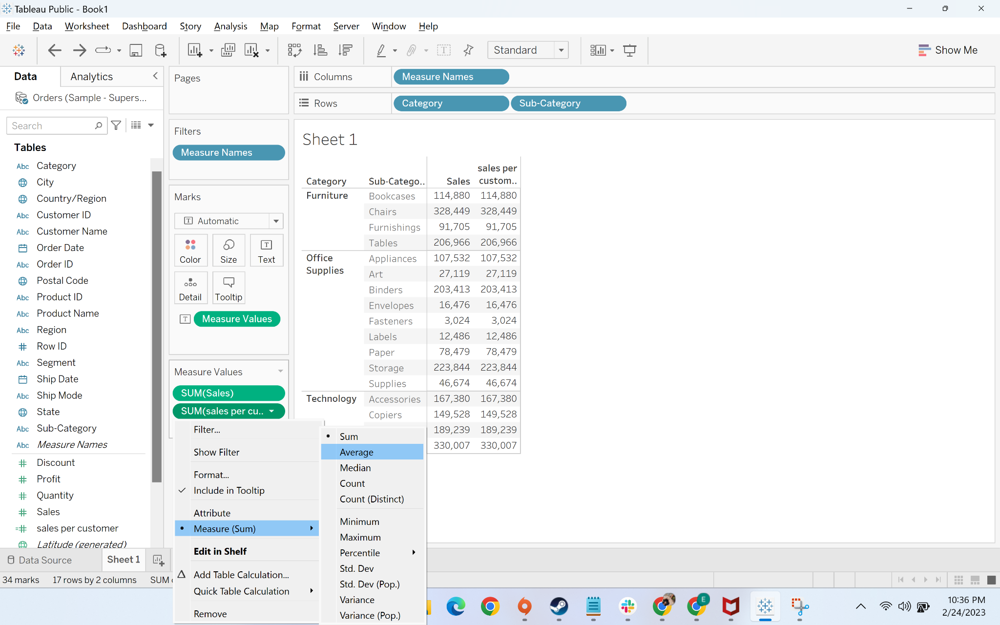 Tableau Public - Book1
File Data Worksheet Dashboard Story Analysis Map Format Server Window Help
Standard
Show Me
Data Analytics
Orders (Sample - Supers...
Search
Tables
Abc Category
City
Country/Region
Abc Customer ID
Abc Customer Name
Order Date
Abc Order ID
Postal Code
Abc Product ID
Abc Product Name
Abc Region
Row ID
Abc Segment
Ship Date
Abc Ship Mode
State
Abc Sub-Category
Abc Measure Names
Discount
Profit
Quantity
Sales
sales per customer
Latitude (generated)
Pages
Filters
Measure Names
Marks
Automatic
Color Size Text
Detail Tooltip
Measure Values
Measure Values
SUM(Sales)
SUM(sales per cu..
Columns Measure Names
Rows Category Sub-Category
Sheet 1
sales per
Category Sub-Catego.. Sales custom..
Furniture Bookcases 114,880 114,880
Chairs 328,449 328,449
Furnishings 91,705 91,705
Tables 206,966 206,966
Office Appliances 107,532 107,532
Supplies
Art 27,119 27,119
Binders 203,413 203,413
Envelopes 16,476 16,476
Fasteners 3,024 3,024
Labels 12,486 12,486
Paper 78,479 78,479
Storage 223,844 223,844
Supplies 46,674 46,674
Technology Accessories 167,380 167,380
Copiers 149,528 149,528
189,239 189,239
330,007 330,007
Filter...
Show Filter
Format...
Include in Tooltip
Attribute
Measure (Sum)
Edit in Shelf
Add Table Calculation...
Quick Table Calculation
Remove
Sum
Average
Median
Count
Count (Distinct)
Minimum
Maximum
Percentile
Std. Dev
Std. Dev (Pop.)
Variance
Variance (Pop.)
Data Source Sheet 1
34 marks 17 rows by 2 columns SUM
E
10:36 PM
2/24/2023